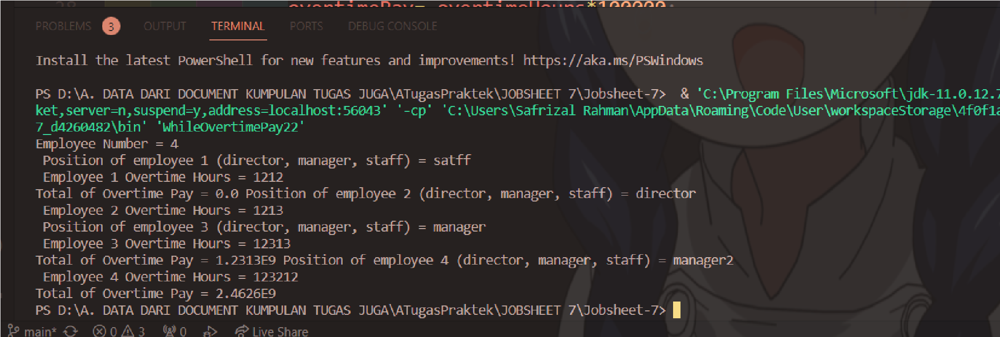 28 overtimePay= overtimeHours*100000;
PROBLEMS 3 OUTPUT TERMINAL PORTS DEBUG CONSOLE
Install the latest PowerShell for new features and improvements! https://aka.ms/PSWindows
PS D:\A. DATA DARI DOCUMENT KUMPULAN TUGAS JUGA\ATugasPraktek\JOBSHEET 7\Jobsheet-7>  & 'C:\Program Files\Microsoft\jdk-11.0.12.7
ket,server=n,suspend=y,address=localhost:56043' '-cp' 'C:\Users\Safrizal Rahman\AppData\Roaming\Code\User\workspaceStorage\4f0f1a
7_d4260482\bin' 'WhileOvertimePay22'
Employee Number = 4
 Position of employee 1 (director, manager, staff) = satff
 Employee 1 Overtime Hours = 1212
Total of Overtime Pay = 0.0 Position of employee 2 (director, manager, staff) = director
 Employee 2 Overtime Hours = 1213
 Position of employee 3 (director, manager, staff) = manager
 Employee 3 Overtime Hours = 12313
Total of Overtime Pay = 1.2313E9 Position of employee 4 (director, manager, staff) = manager2
 Employee 4 Overtime Hours = 123212
Total of Overtime Pay = 2.4626E9
PS D:\A. DATA DARI DOCUMENT KUMPULAN TUGAS JUGA\ATugasPraktek\JOBSHEET 7\Jobsheet-7>
main* 0 3 0 Live Share